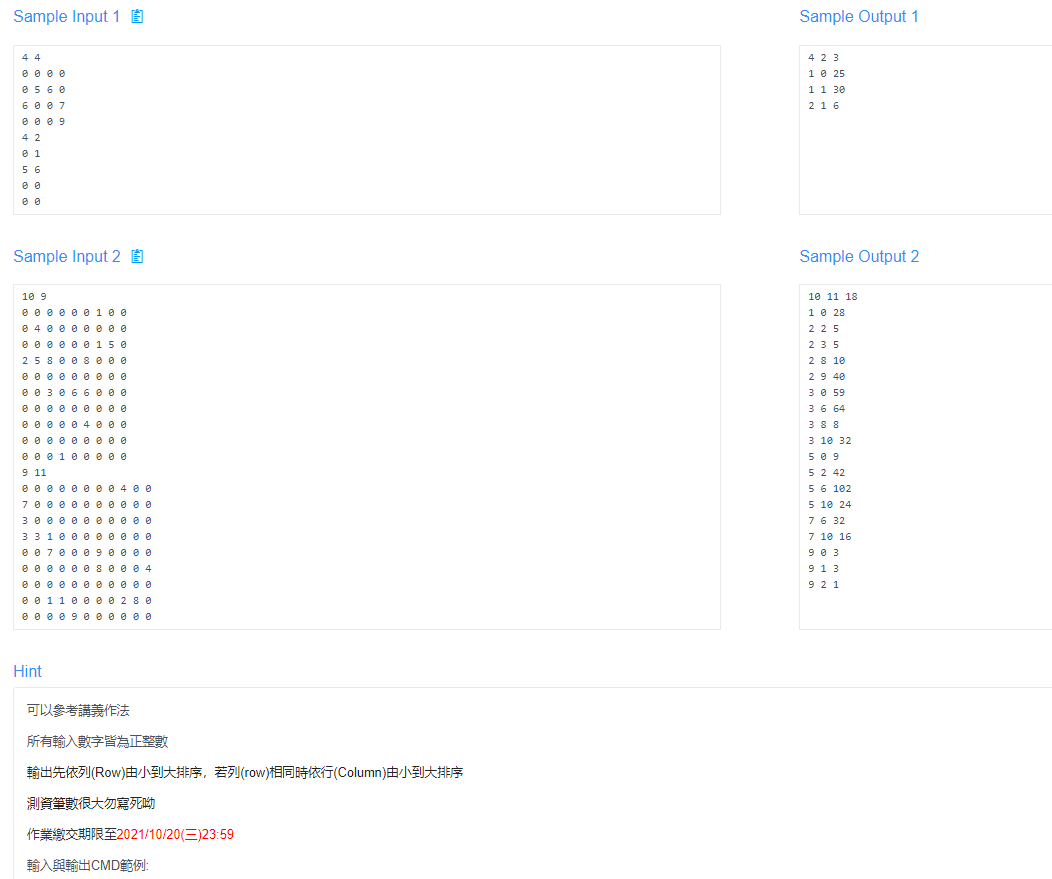 Sample Input 1
4 4
0 0 0 0
0 5 6 0
6 0 0 7
0 0 0 9
4 2
0 1
5 6
0 0
0 0
Sample Output 1
4 2 3
1 0 25
1 1 30
2 1 6
Sample Input 2
10 9
0 0 0 0 0 0 1 0 0
0 4 0 0 0 0 0 0 0
0 0 0 0 0 0 1 5 0
2 5 8 0 0 8 0 0 0
0 0 0 0 0 0 0 0 0
0 0 3 0 6 6 0 0 0
0 0 0 0 0 0 0 0 0
0 0 0 0 0 4 0 0 0
0 0 0 0 0 0 0 0 0
0 0 0 1 0 0 0 0 0
9 11
0 0 0 0 0 0 0 0 4 0 0
7 0 0 0 0 0 0 0 0 0 0
3 0 0 0 0 0 0 0 0 0 0
3 3 1 0 0 0 0 0 0 0 0
0 0 7 0 0 0 9 0 0 0 0
0 0 0 0 0 0 8 0 0 0 4
0 0 0 0 0 0 0 0 0 0 0
0 0 1 1 0 0 0 0 2 8 0
0 0 0 0 9 0 0 0 0 0 0
Sample Output 2
10 11 18
1 0 28
2 2 5
2 3 5
2 8 10
2 9 40
3 0 59
3 6 64
3 8 8
3 10 32
5 0 9
5 2 42
5 6 102
5 10 24
7 6 32
7 10 16
9 0 3
9 1 3
9 2 1
Hint
可以參考講義作法
所有輸入數字皆為正整數
輸出先依列(Row)由小到大排序，若列(row)相同時依行(Column)由小到大排序
測資筆數很大勿寫死呦
作業繳交期限至2021/10/20(三)23:59
輸入與輸出CMD範例: